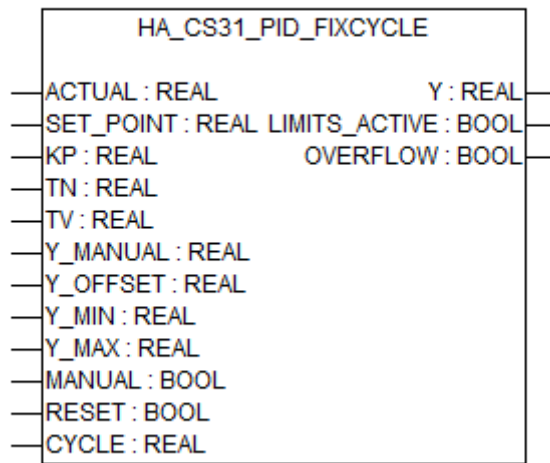 HA_CS31_PID_FIXCYCLE
ACTUAL : REAL Y : REAL
SET_POINT : REAL LIMITS_ACTIVE : BOOL
KP : REAL OVERFLOW : BOOL
TN : REAL
TV : REAL
Y_MANUAL : REAL
Y_OFFSET : REAL
Y_MIN : REAL
Y_MAX : REAL
MANUAL : BOOL
RESET : BOOL
CYCLE : REAL